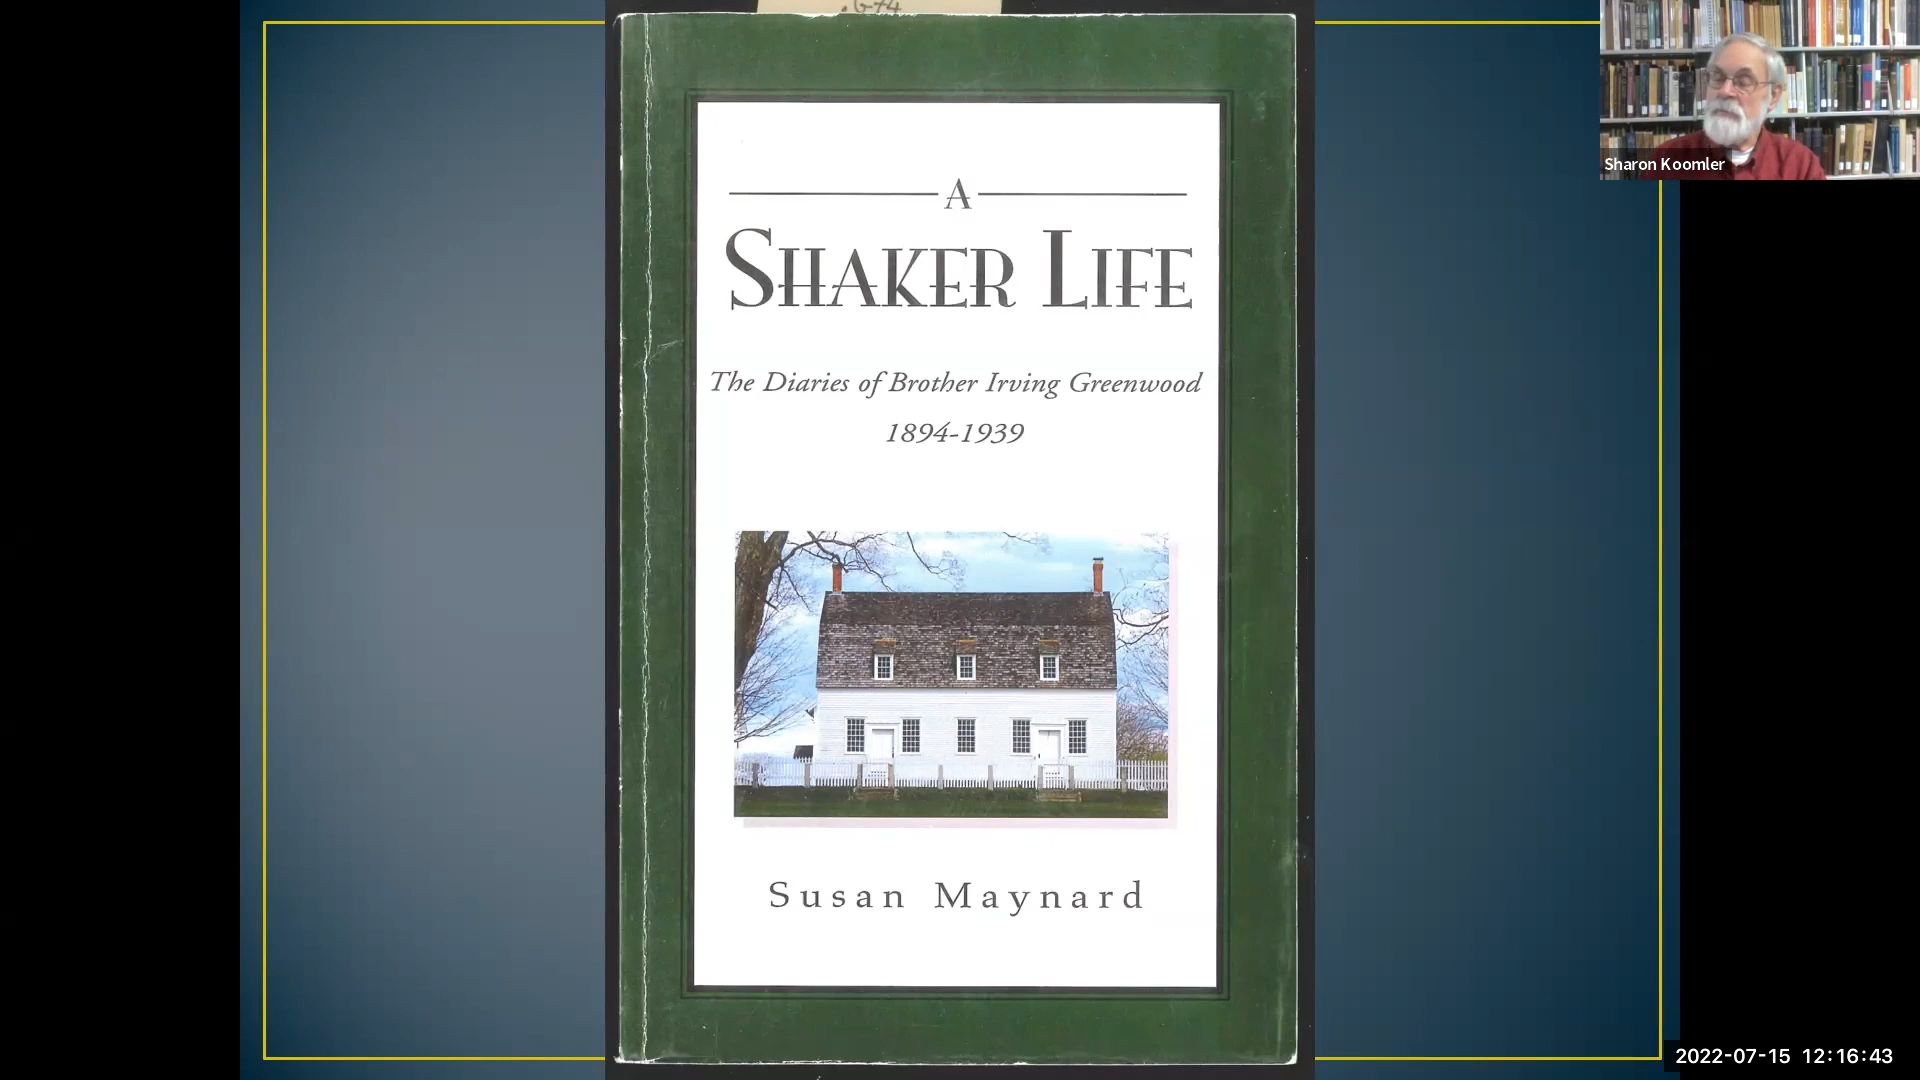 A
SHAKER LIFE
The Diaries of Brother Irving Greenwood
1894-1939
Susan Maynard
Sharon Koomler
2022-07-15 12:16:43